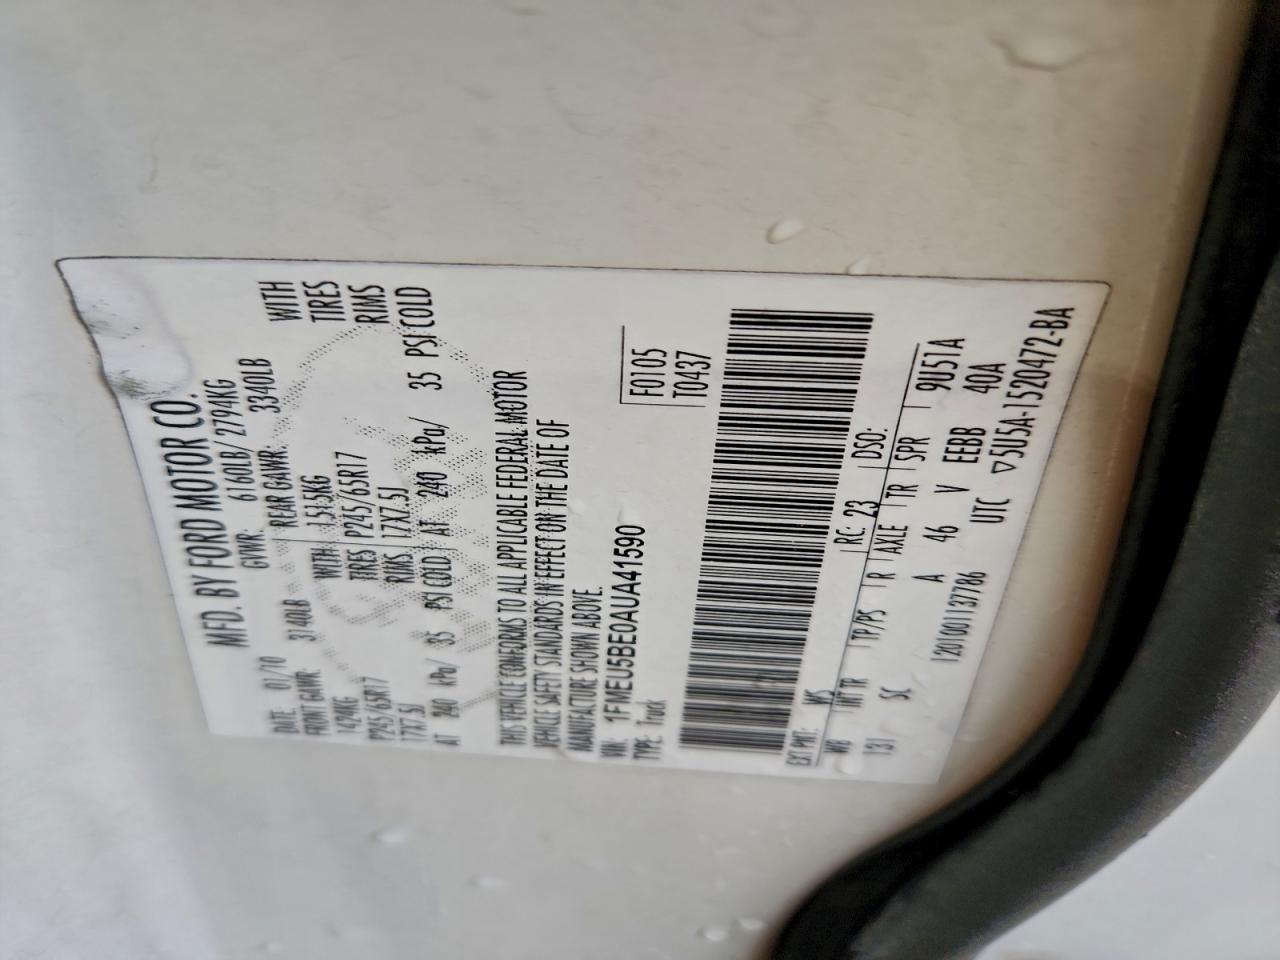 MFD. BY FORD MOTOR CO.
DATE: 01/10 GVWR: 6160LB/2794KG
FRONT GAWR: 3140LB REAR GAWR: 3340LB
1424KG WITH 1515KG WITH
P245/65R17 TIRES P245/65R17 TIRES
17X7.5J RIMS 17X7.5J RIMS
AT 240 kPa/ 35 PSI COLD AT 240 kPa/ 35 PSI COLD
THIS VEHICLE CONFORMS TO ALL APPLICABLE FEDERAL MOTOR
VEHICLE SAFETY STANDARDS IN EFFECT ON THE DATE OF
MANUFACTURE SHOWN ABOVE.
VIN: 1FMEU5BE0AUA41590 F0105
TYPE: Truck T0437
EXT PNT: WS RC: 23 DSO:
WB INT TR TP/PS R AXLE TR SPR 9U51A
131 SC A 46 V EEBB 40A
1201001137786 UTC ▽5U5A-1520472-BA